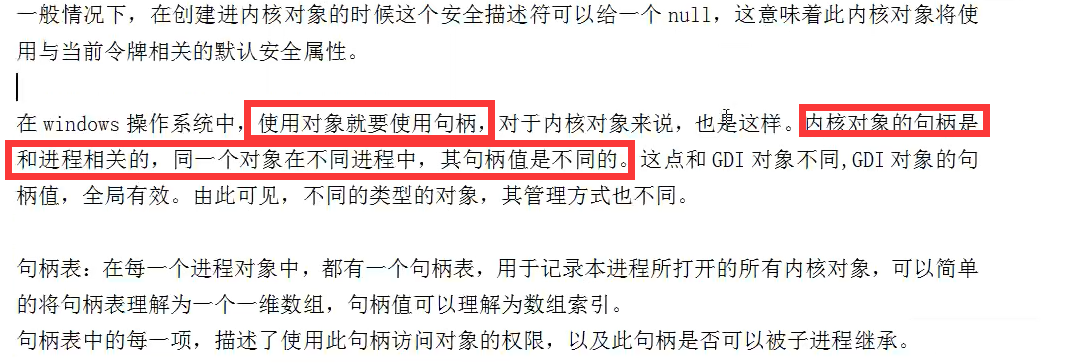 一般情况下，在创建进内核对象的时候这个安全描述符可以给一个 null，这意味着此内核对象将使
用与当前令牌相关的默认安全属性。
在 windows 操作系统中，使用对象就要使用句柄，对于内核对象来说，也是这样。内核对象的句柄是
和进程相关的，同一个对象在不同进程中，其句柄值是不同的。这点和 GDI 对象不同,GDI 对象的句
柄值，全局有效。由此可见，不同的类型的对象，其管理方式也不同。
句柄表：在每一个进程对象中，都有一个句柄表，用于记录本进程所打开的所有内核对象，可以简单
的将句柄表理解为一个一维数组，句柄值可以理解为数组索引。
句柄表中的每一项，描述了使用此句柄访问对象的权限，以及此句柄是否可以被子进程继承。